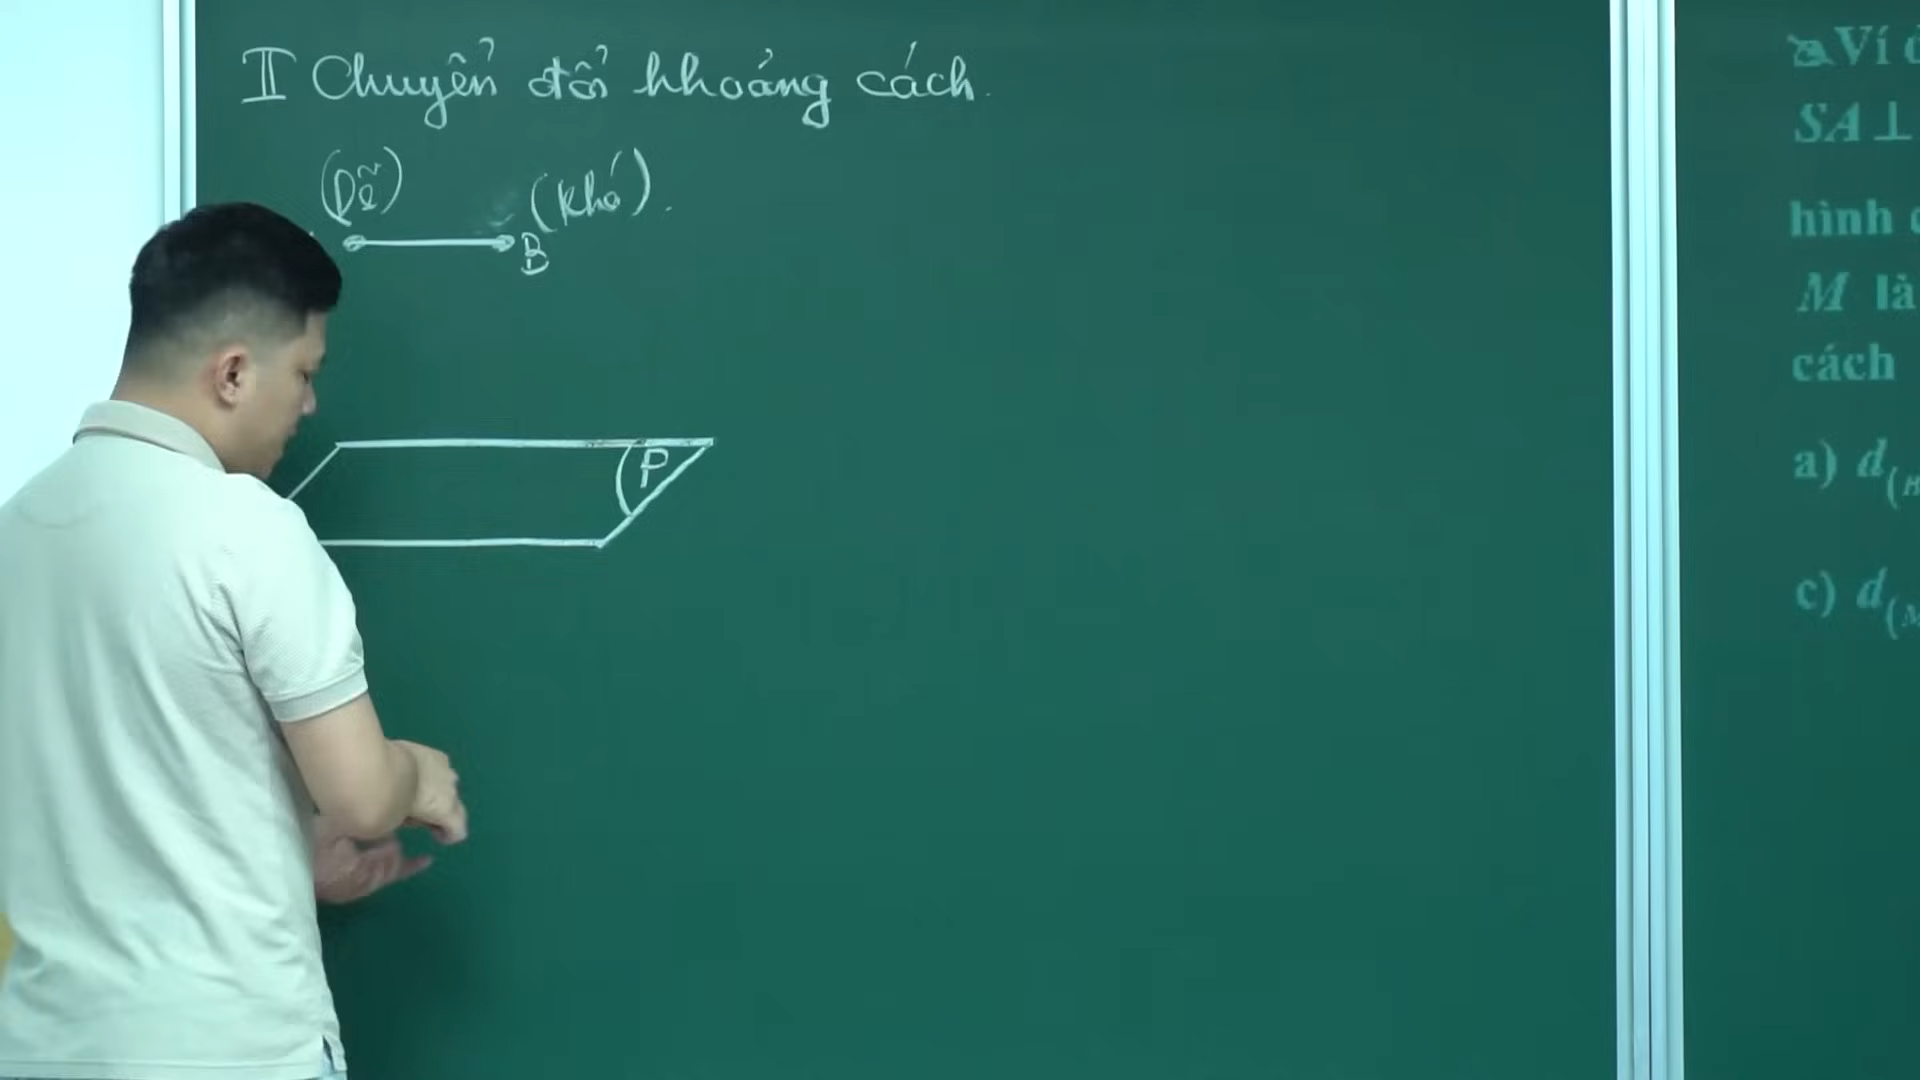 II Chuyển đổi khoảng cách.
(Dễ) (khó).
B
P
Ví
SA ⊥
hình
M là
cách
a) d(
c) d(